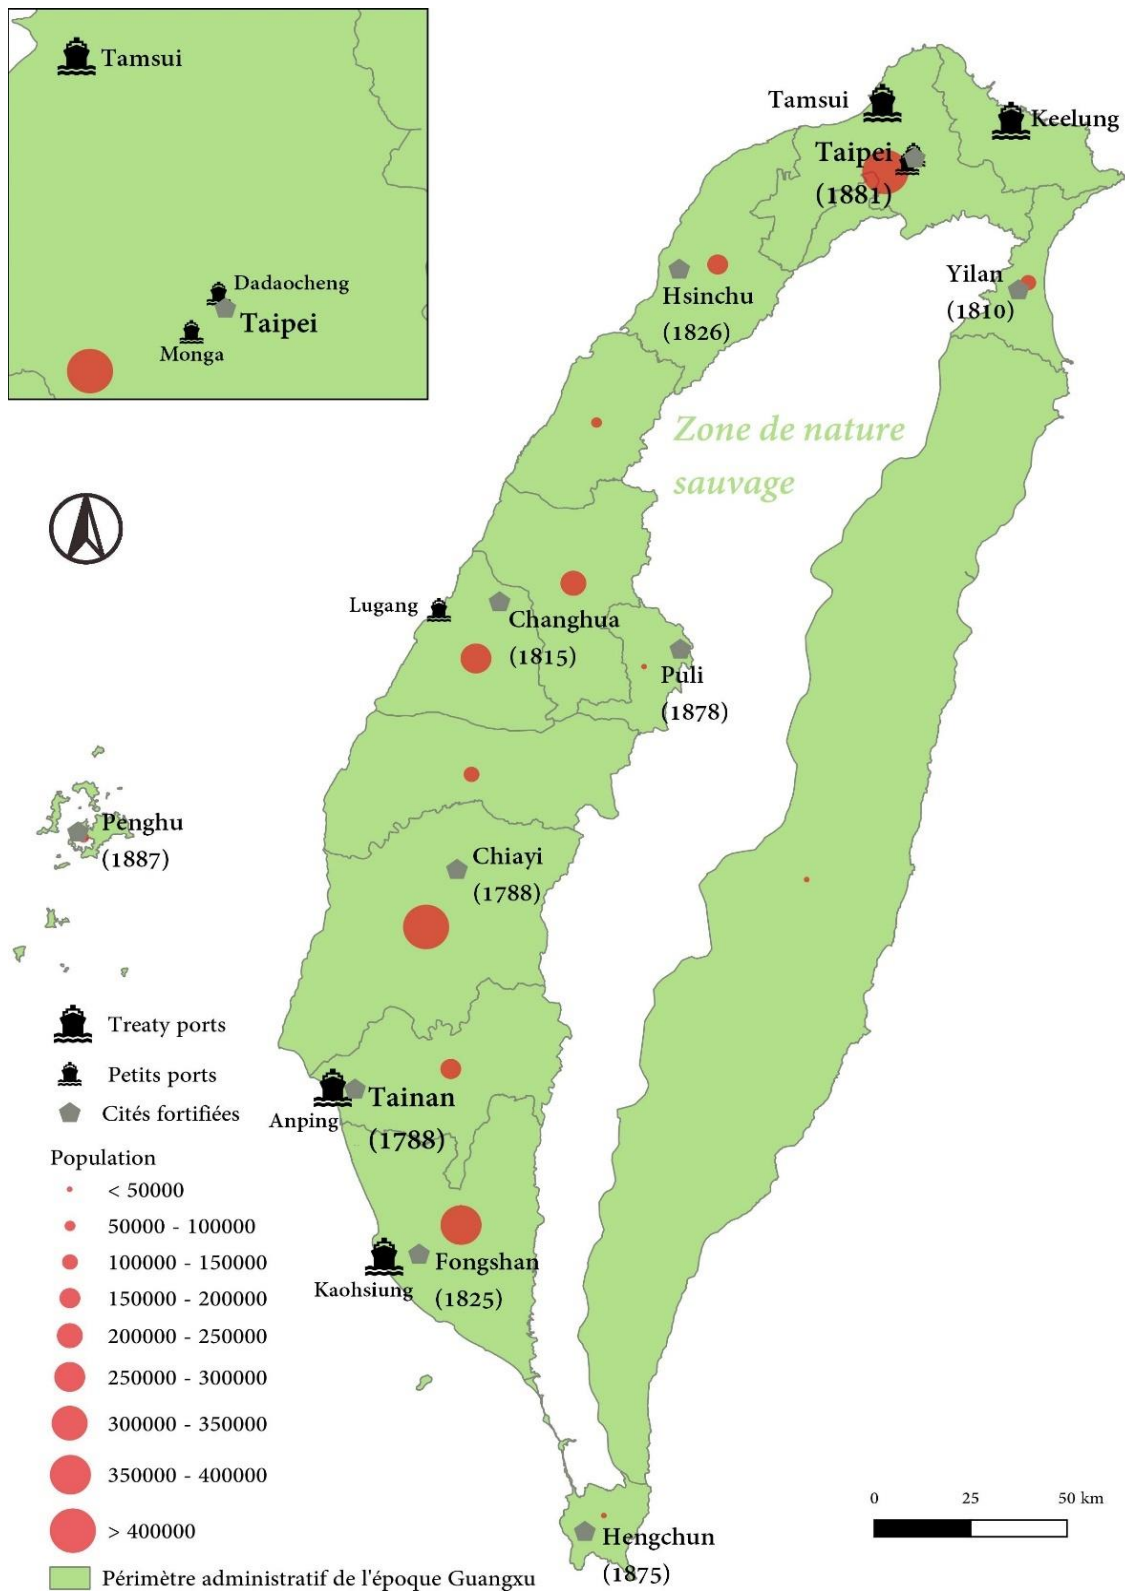 Tamsui
Dadaocheng
Taipei
Monga
Tamsui
Keelung
Taipei
(1881)
Yilan
(1810)
Hsinchu
(1826)
Zone de nature
sauvage
Lugang
Changhua
(1815)
Puli
(1878)
Penghu
(1887)
Chiayi
(1788)
Anping
Tainan
(1788)
Kaohsiung
Fongshan
(1825)
Hengchun
(1875)
Treaty ports
Petits ports
Cités fortifiées
Population
< 50000
50000 - 100000
100000 - 150000
150000 - 200000
200000 - 250000
250000 - 300000
300000 - 350000
350000 - 400000
> 400000
Périmètre administratif de l'époque Guangxu
0 25 50 km